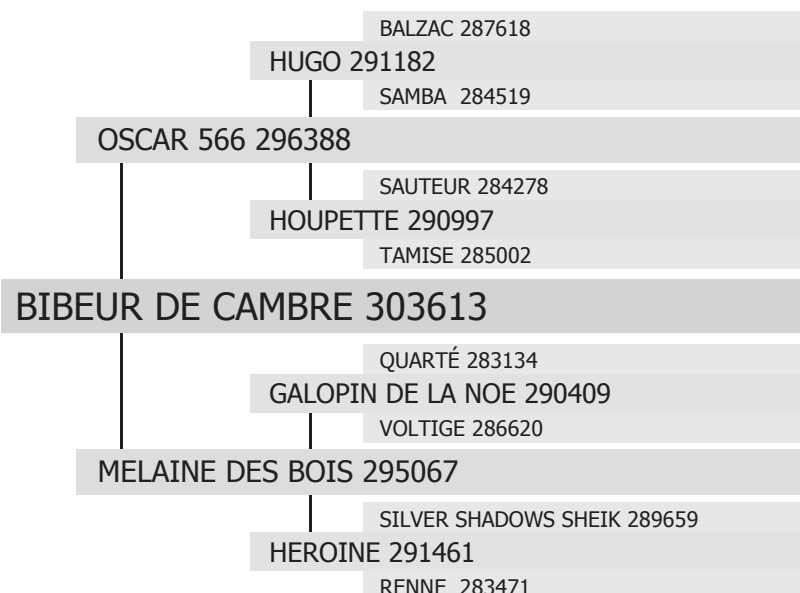 BALZAC 287618
HUGO 291182
SAMBA  284519
OSCAR 566 296388
SAUTEUR 284278
HOUPETTE 290997
TAMISE 285002
BIBEUR DE CAMBRE 303613
QUARTÉ 283134
GALOPIN DE LA NOE 290409
VOLTIGE 286620
MELAINE DES BOIS 295067
SILVER SHADOWS SHEIK 289659
HEROINE 291461
RENNE  283471